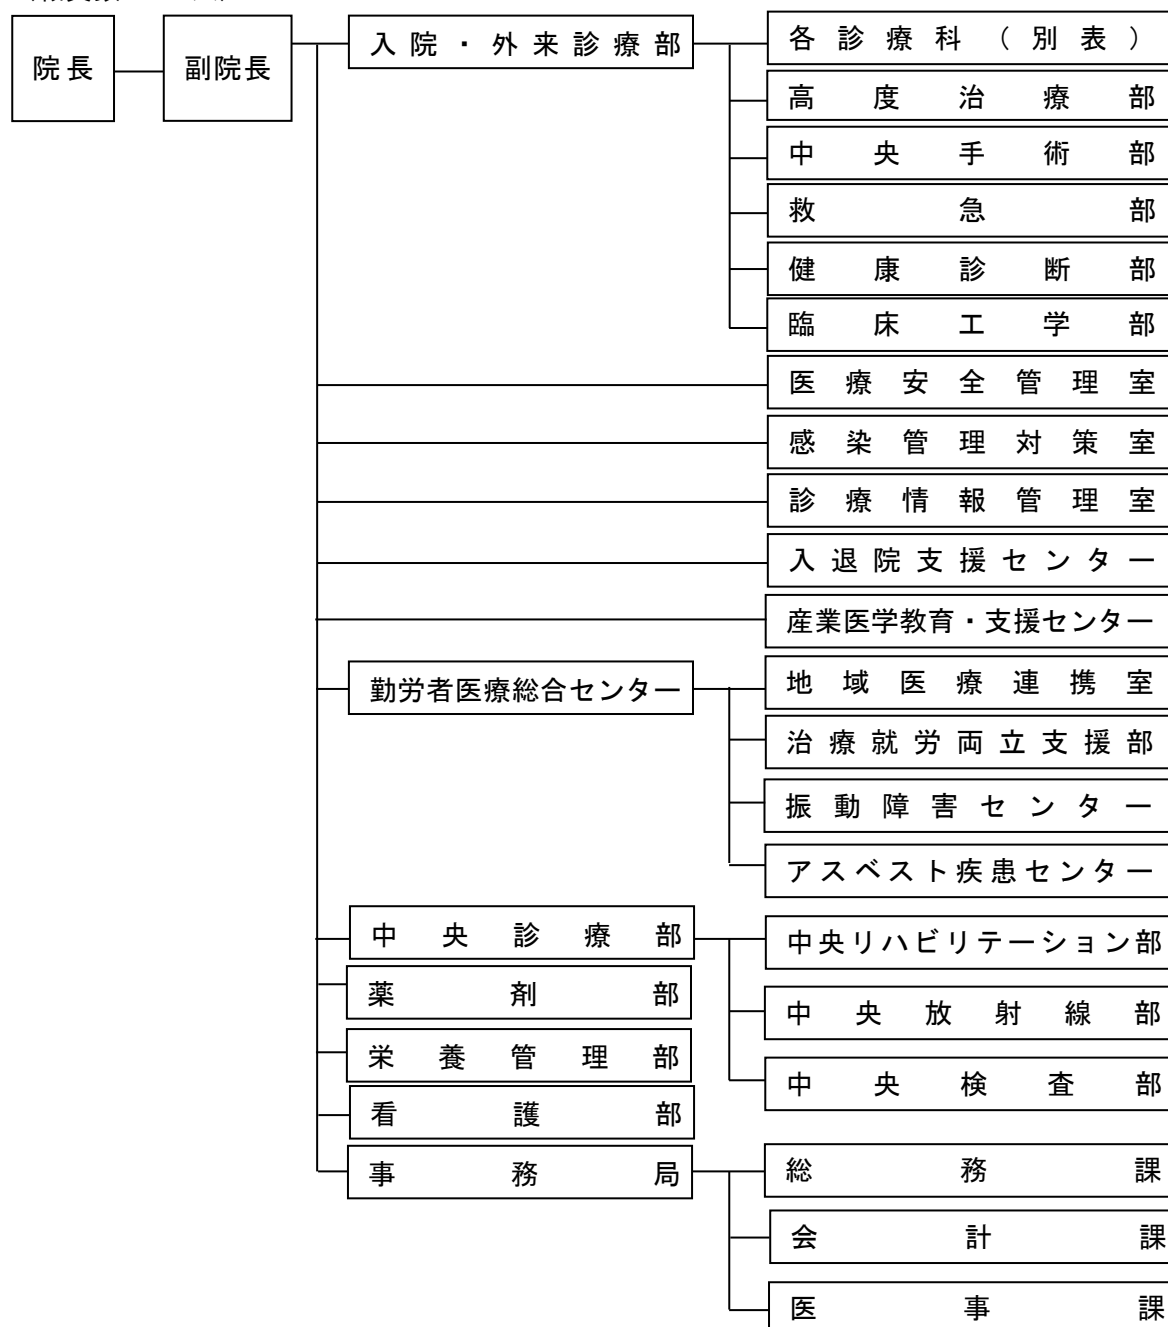 院長
副院長
入院・外来診療部
各診療科（別表）
高度治療部
中央手術部
救急部
健康診断部
臨床工学部
医療安全管理室
感染管理対策室
診療情報管理室
入退院支援センター
産業医学教育・支援センター
勤労者医療総合センター
地域医療連携室
治療就労両立支援部
振動障害センター
アスベスト疾患センター
中央診療部
中央リハビリテーション部
薬剤部
中央放射線部
栄養管理部
中央検査部
看護部
事務局
総務課
会計課
医事課